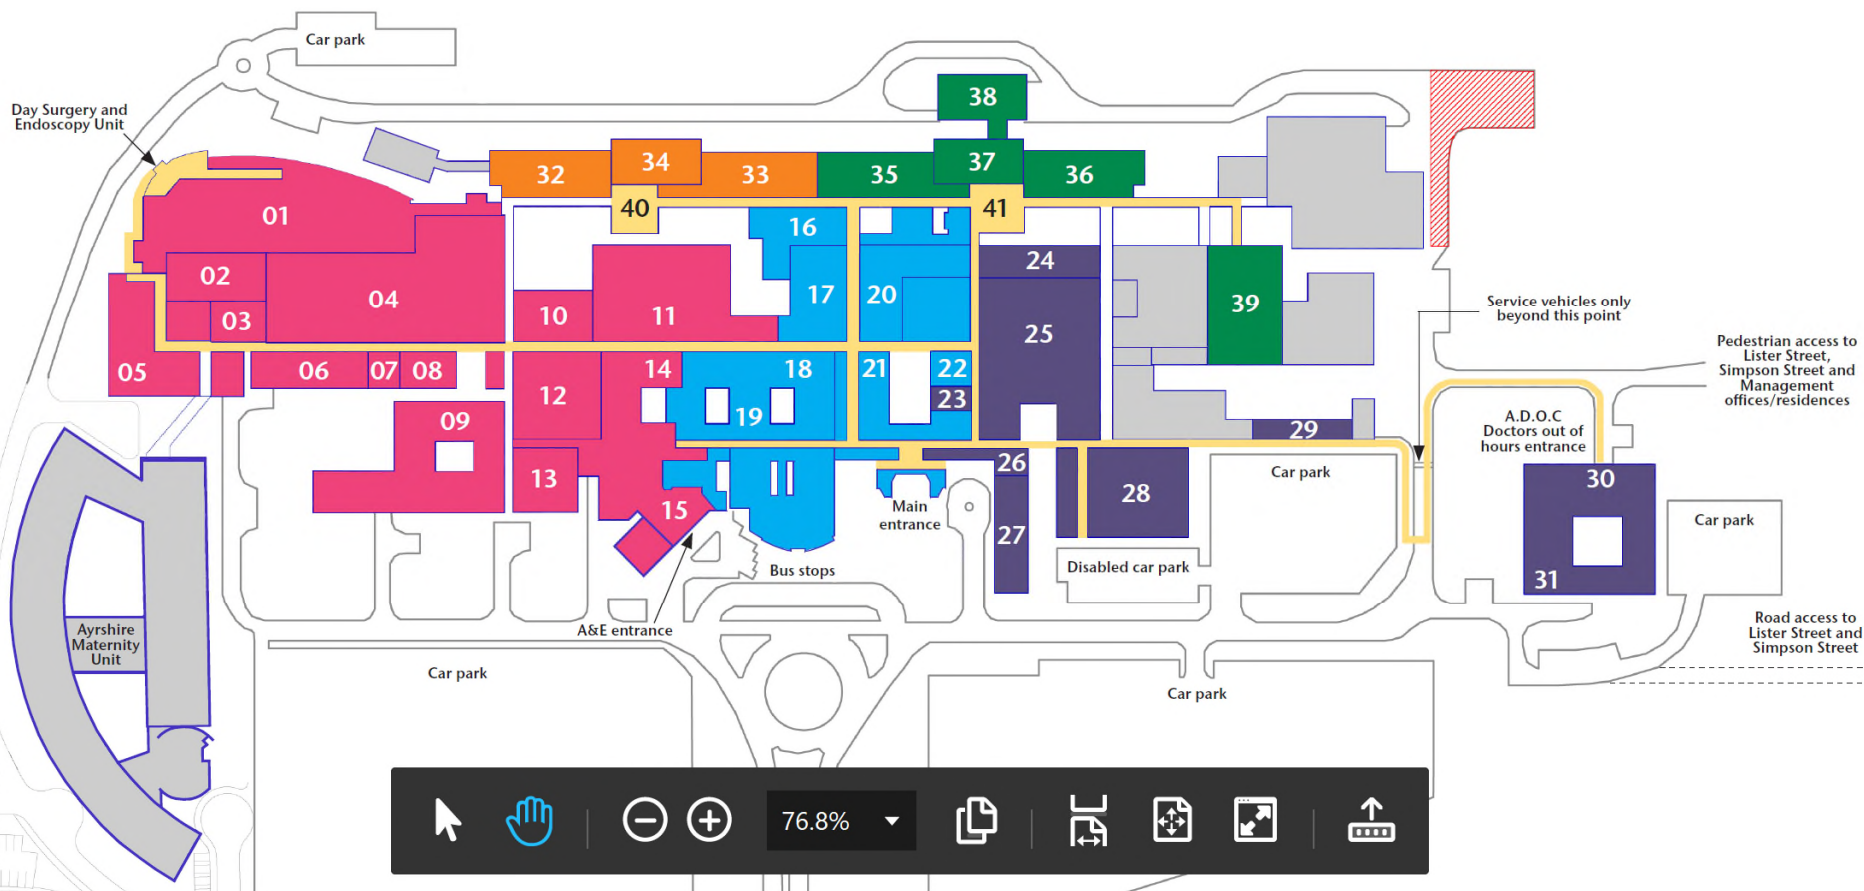 Car park
Day Surgery and
Endoscopy Unit
38
34
37
32
33
35
36
01
40
41
16
02
03
04
10
11
17
20
24
25
39
Service vehicles only
beyond this point
Pedestrian access to
Lister Street,
Simpson Street and
Management
offices/residences
05
06
07
08
14
18
21
22
23
12
19
09
29
A.D.O.C
Doctors out of
hours entrance
13
15
26
28
Car park
30
Main
entrance
27
Car park
Bus stops
Disabled car park
31
A&E entrance
Ayrshire
Maternity
Unit
Road access to
Lister Street and
Simpson Street
Car park
Car park
76.8%